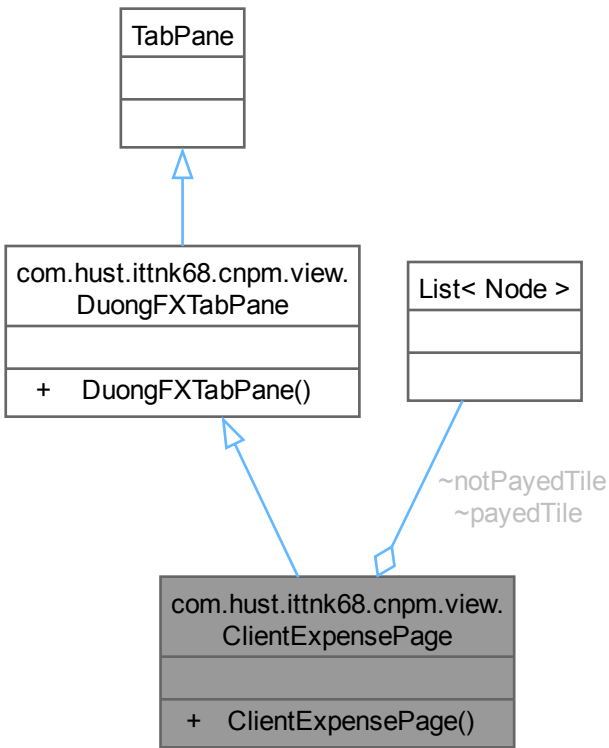 TabPane
com.hust.ittnk68.cnpm.view.
DuongFXTabPane
+ DuongFXTabPane()
List< Node >
~notPayedTile
~payedTile
com.hust.ittnk68.cnpm.view.
ClientExpensePage
+ ClientExpensePage()